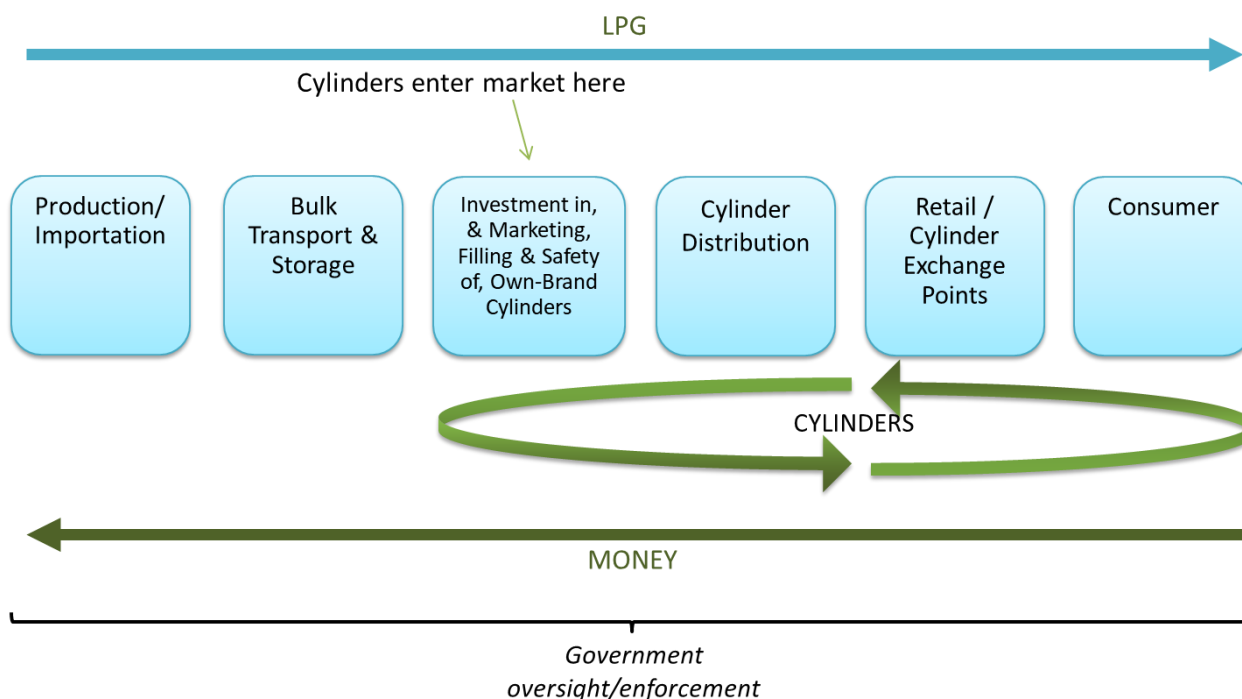 LPG
Cylinders enter market here
Production/
Importation
Bulk
Transport &
Storage
Investment in,
& Marketing,
Filling & Safety
of, Own-Brand
Cylinders
Cylinder
Distribution
Retail /
Cylinder
Exchange
Points
Consumer
CYLINDERS
MONEY
Government
oversight/enforcement